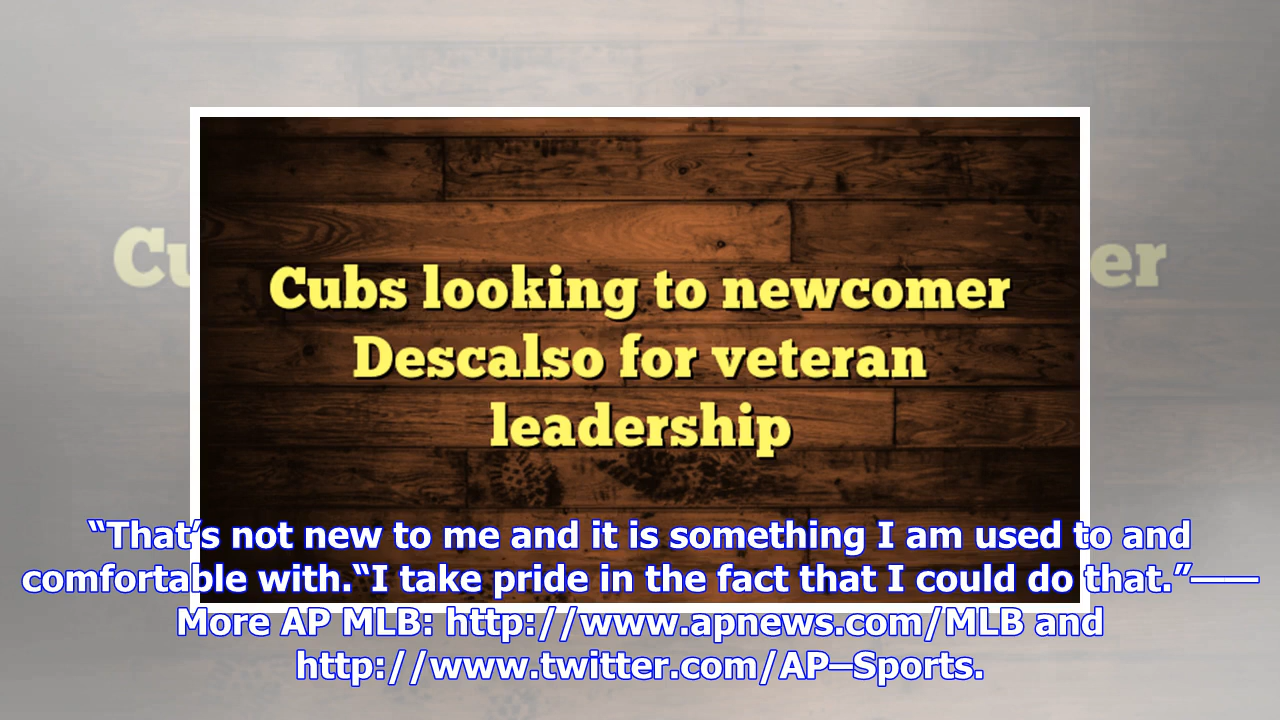 Cu
er
Cubs looking to newcomer
Descalso for veteran
leadership
“That’s not new to me and it is something I am used to and
comfortable with.“I take pride in the fact that I could do that.”——
More AP MLB: http://www.apnews.com/MLB and
http://www.twitter.com/AP–Sports.